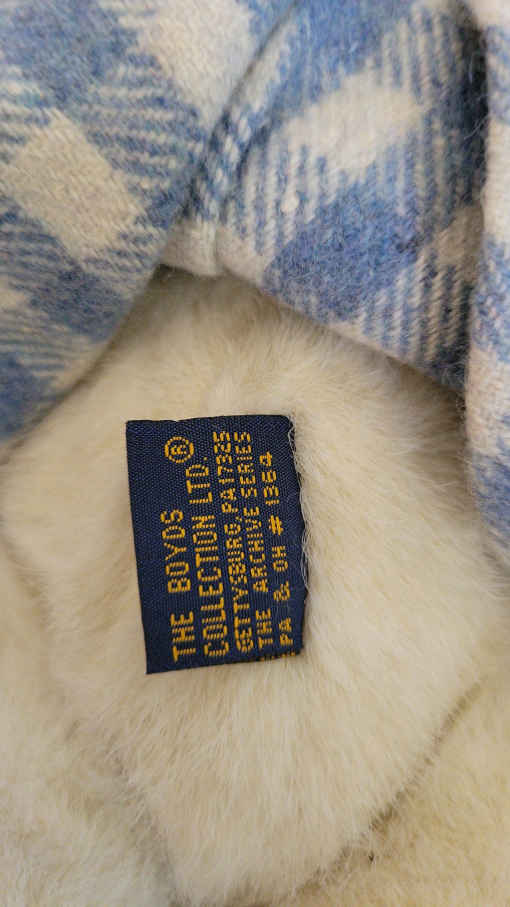 ®
THE BOYDS
COLLECTION LTD.
GETTYSBURG, PA17325
THE ARCHIVE SERIES
PA & OH # 1364